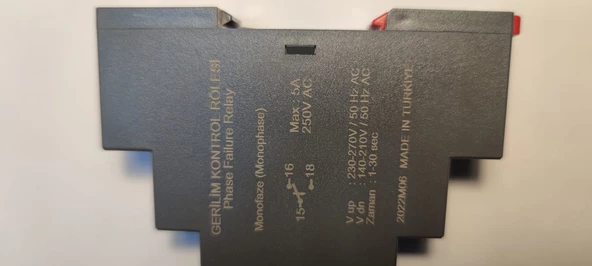 GERİLİM KONTROL RÖLESİ
Phase Failure Relay
Monofaze (Monophase)
16
15
18
Max: 5A
250V AC
V up : 230-270V / 50 Hz AC
V dn : 140-210V / 50 Hz AC
Zaman : 1-30 sec
2022M06 MADE IN TURKIYE